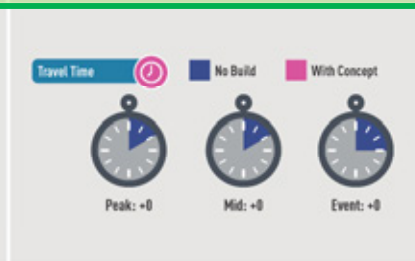 Travel Time
No Build
With Concept
Peak: +0
Mid: +0
Event: +0